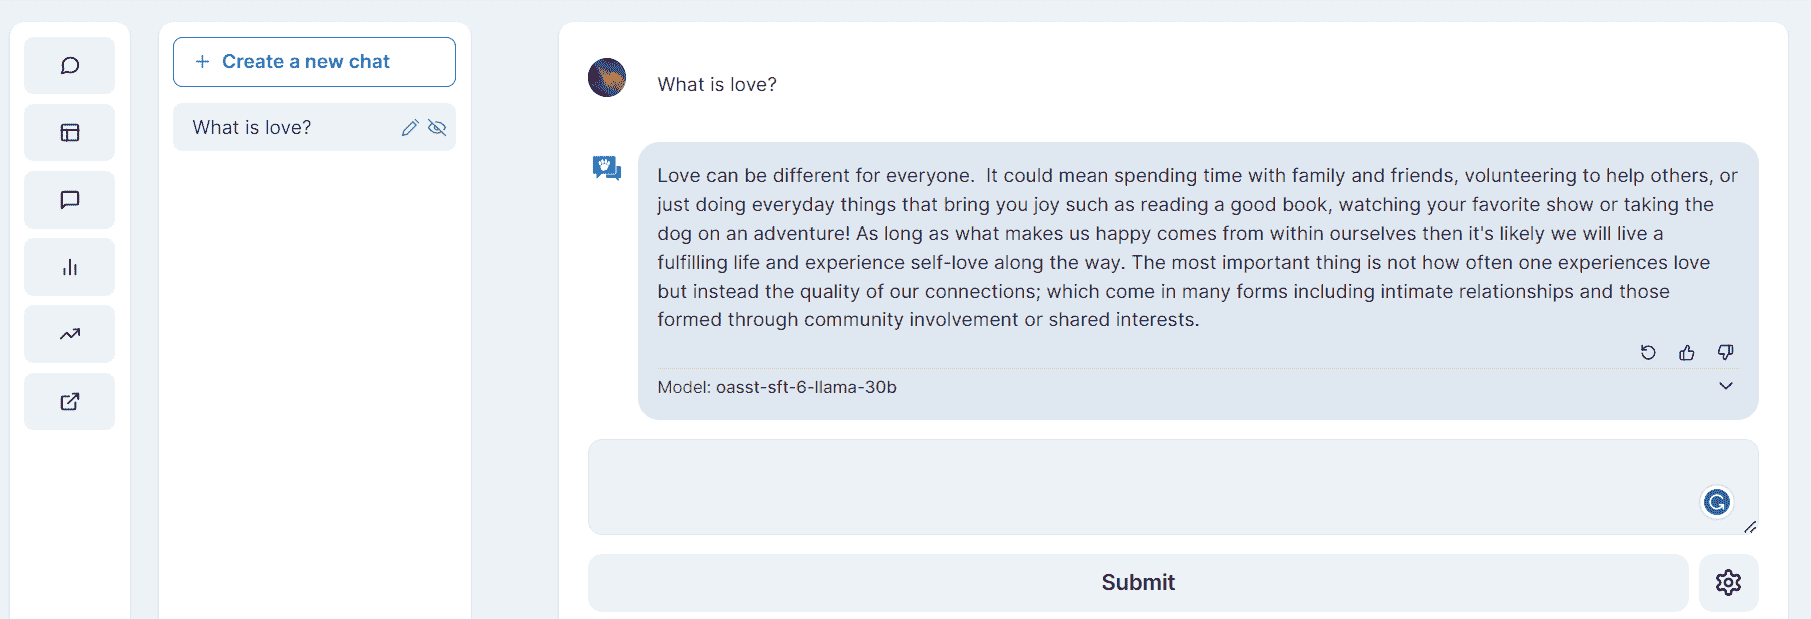 + Create a new chat
What is love?
What is love?
Love can be different for everyone.  It could mean spending time with family and friends, volunteering to help others, or
just doing everyday things that bring you joy such as reading a good book, watching your favorite show or taking the
dog on an adventure! As long as what makes us happy comes from within ourselves then it's likely we will live a
fulfilling life and experience self-love along the way. The most important thing is not how often one experiences love
but instead the quality of our connections; which come in many forms including intimate relationships and those
formed through community involvement or shared interests.
Model: oasst-sft-6-llama-30b
Submit